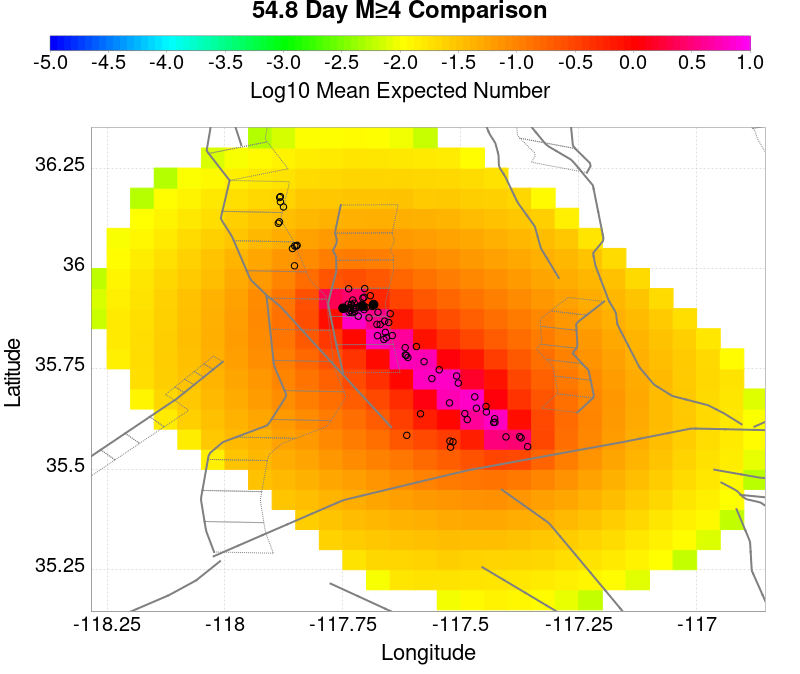 54.8 Day M≥4 Comparison
-5.0 -4.5 -4.0 -3.5 -3.0 -2.5 -2.0 -1.5 -1.0 -0.5 0.0 0.5 1.0
Log10 Mean Expected Number
36.25
36
35.75
35.5
35.25
Latitude
-118.25 -118 -117.75 -117.5 -117.25 -117
Longitude